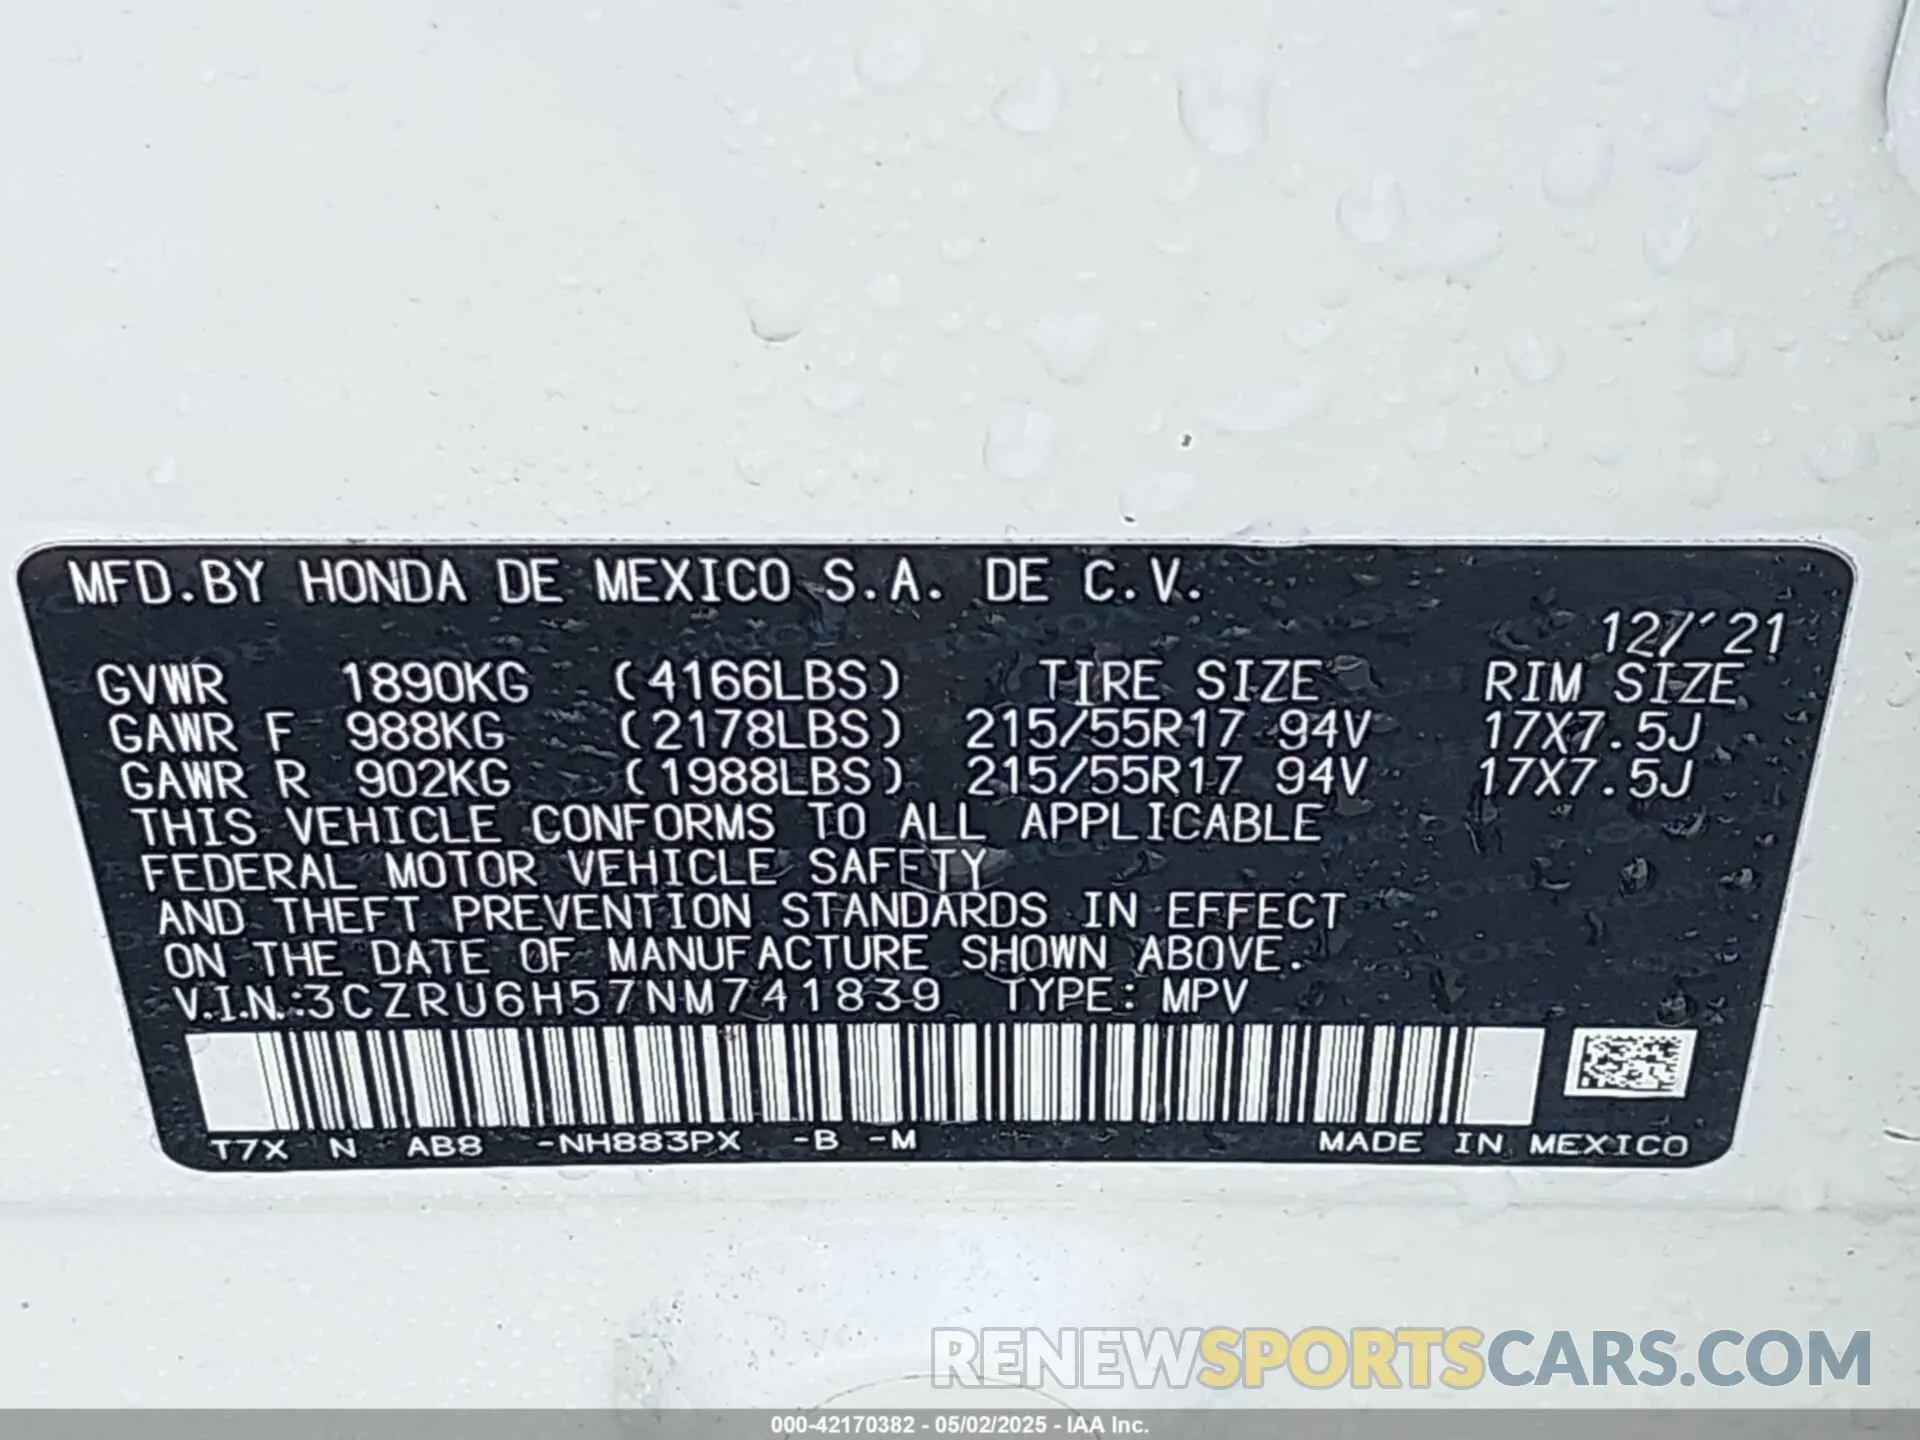 MFD.BY HONDA DE MEXICO S.A. DE C.V.
12/'21
GVWR 1890KG (4166LBS) TIRE SIZE RIM SIZE
GAWR F 988KG (2178LBS) 215/55R17 94V 17X7.5J
GAWR R 902KG (1988LBS) 215/55R17 94V 17X7.5J
THIS VEHICLE CONFORMS TO ALL APPLICABLE
FEDERAL MOTOR VEHICLE SAFETY
AND THEFT PREVENTION STANDARDS IN EFFECT
ON THE DATE OF MANUFACTURE SHOWN ABOVE.
V.I.N.:3CZRU6H57NM741839 TYPE: MPV
T7X N AB8 -NH883PX -B -M MADE IN MEXICO
RENEWSPORTSCARS.COM
000-42170382 - 05/02/2025 - IAA Inc.